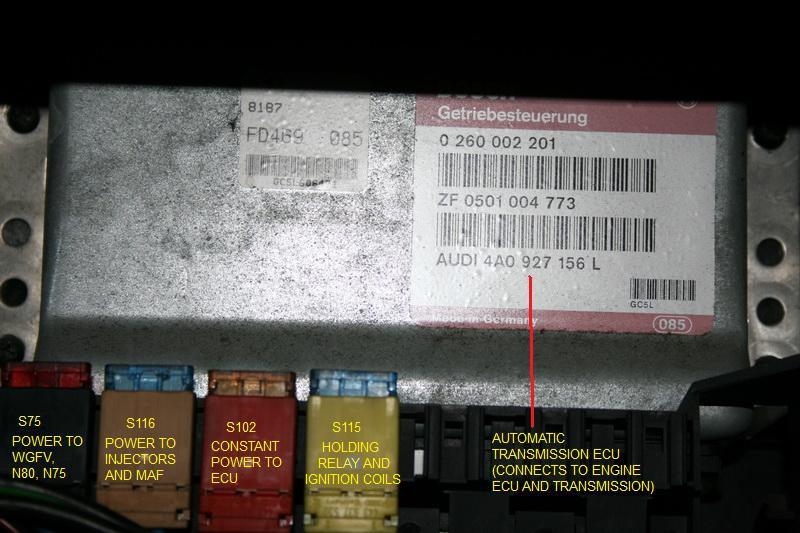 8187
FD469 085
Getriebesteuerung
0 260 002 201
ZF 0501 004 773
AUDI 4A0 927 156 L
GC5L
Made in Germany
085
S75
POWER TO
WGFV,
N80, N75
S116
POWER TO
INJECTORS
AND MAF
S102
CONSTANT
POWER TO
ECU
S115
HOLDING
RELAY AND
IGNITION COILS
AUTOMATIC
TRANSMISSION ECU
(CONNECTS TO ENGINE
ECU AND TRANSMISSION)